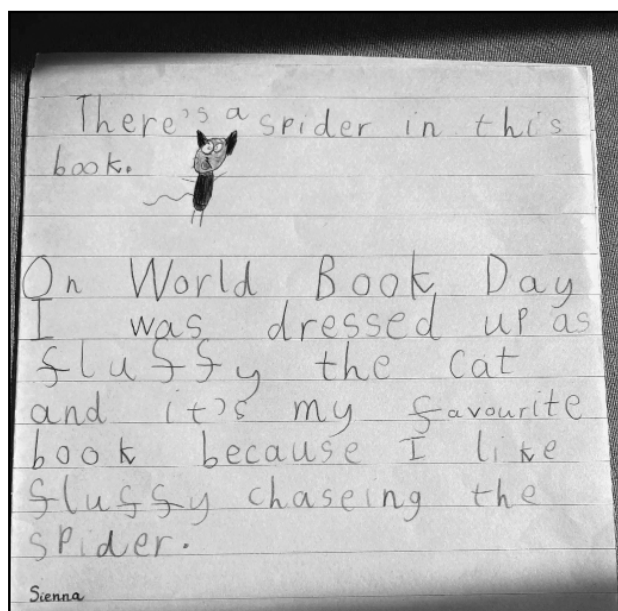 There's a spider in this
book.
On World Book Day
I was dressed up as
fluffy the cat
and it's my favourite
book because I like
fluffy chaseing the
spider.
Sienna